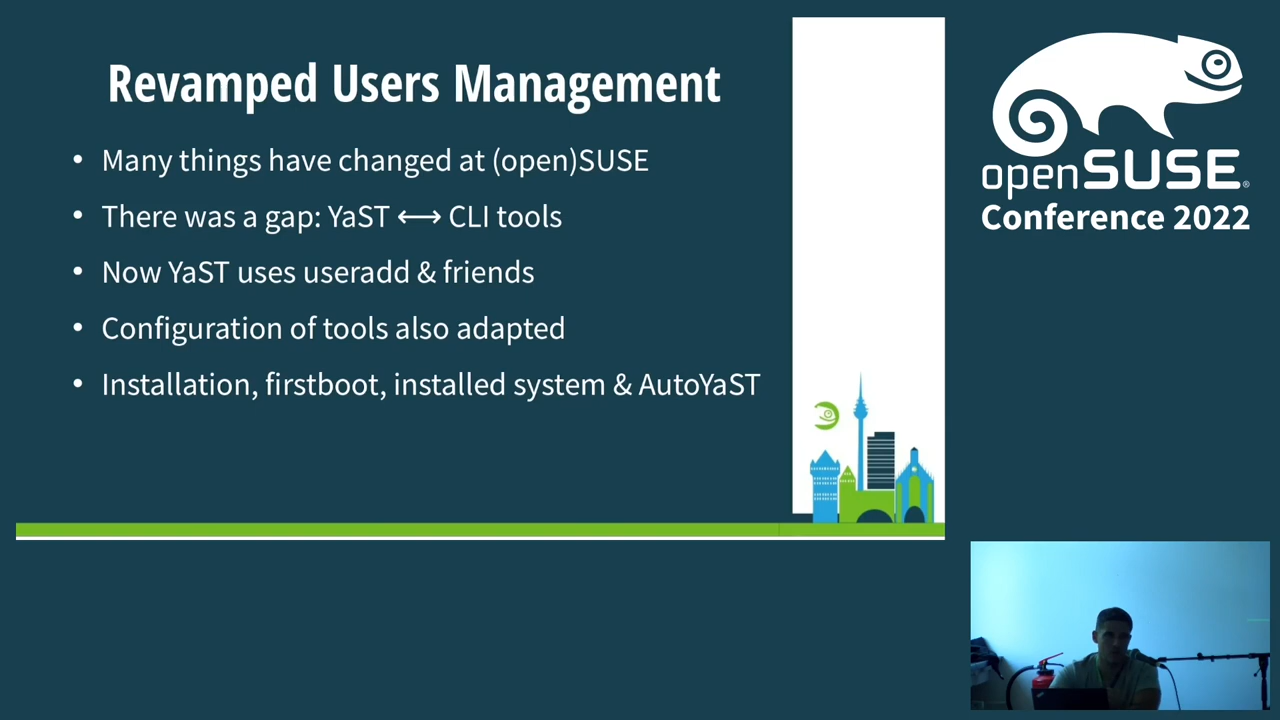 Revamped Users Management
• Many things have changed at (open)SUSE
• There was a gap: YaST ⟷ CLI tools
• Now YaST uses useradd & friends
• Configuration of tools also adapted
• Installation, firstboot, installed system & AutoYaST
openSUSE®
Conference 2022